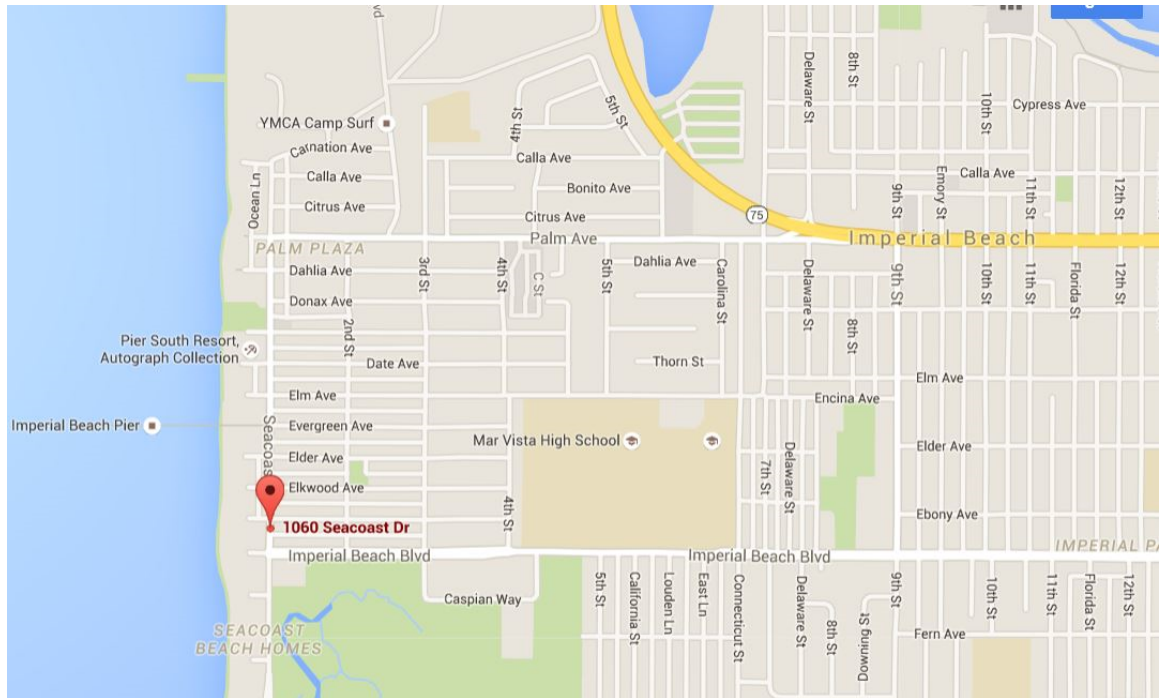 Delaware St
8th St
10th St
Cypress Ave
4th St
5th St
YMCA Camp Surf
Carnation Ave
Calla Ave
Calla Ave
Calla Ave
Ocean Ln
Bonito Ave
9th St
Emory St
11th St
12th St
Citrus Ave
Citrus Ave
75
PALM PLAZA
Palm Ave
Imperial Beach
Dahlia Ave
3rd St
4th St
C St
5th St
Dahlia Ave
Carolina St
Delaware St
9th St
10th St
11th St
Florida St
12th St
Donax Ave
2nd St
8th St
Pier South Resort,
Autograph Collection
Date Ave
Thorn St
Elm Ave
Elm Ave
Encina Ave
Imperial Beach Pier
Seacoas
Evergreen Ave
Mar Vista High School
Elder Ave
Elder Ave
7th St
Delaware St
Elkwood Ave
4th St
Ebony Ave
1060 Seacoast Dr
Imperial Beach Blvd
Imperial Beach Blvd
IMPERIAL PA
5th St
California St
Louden Ln
East Ln
Connecticut St
Delaware St
8th St
Downing St
9th St
10th St
11th St
Florida St
12th St
Caspian Way
SEACOAST
BEACH HOMES
Fern Ave